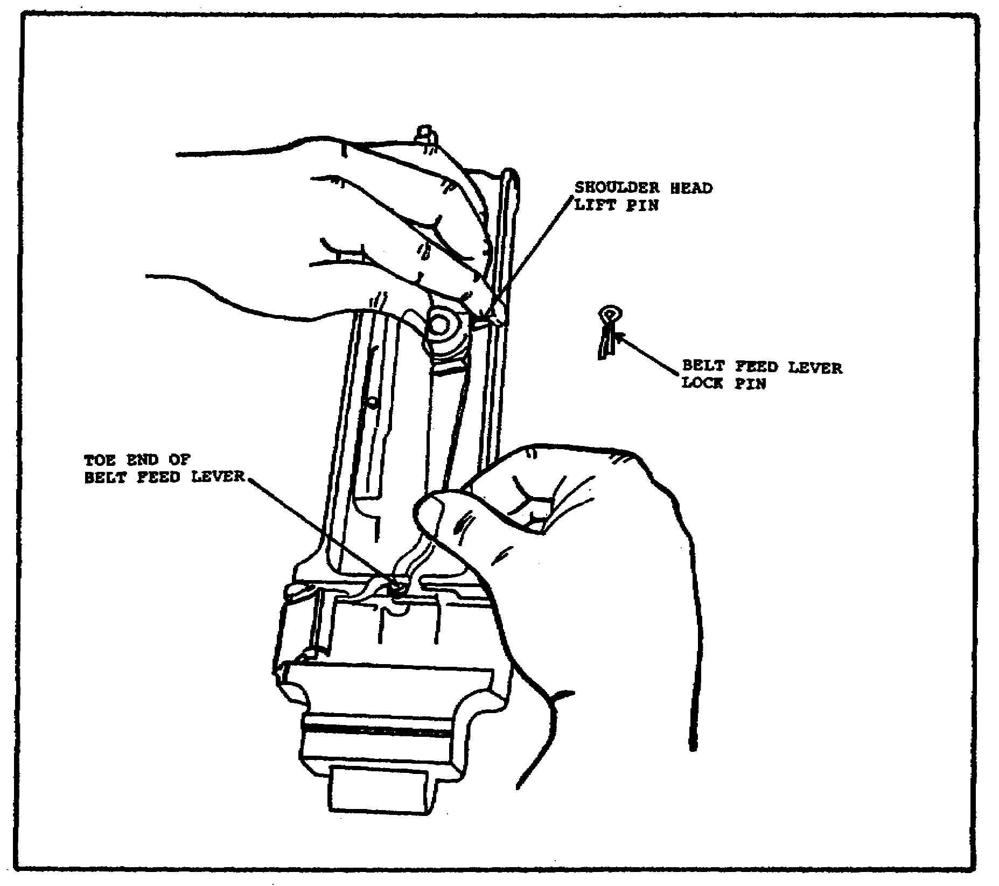 SHOULDER HEAD
LIFT PIN
BELT FEED LEVER
LOCK PIN
TOE END OF
BELT FEED LEVER